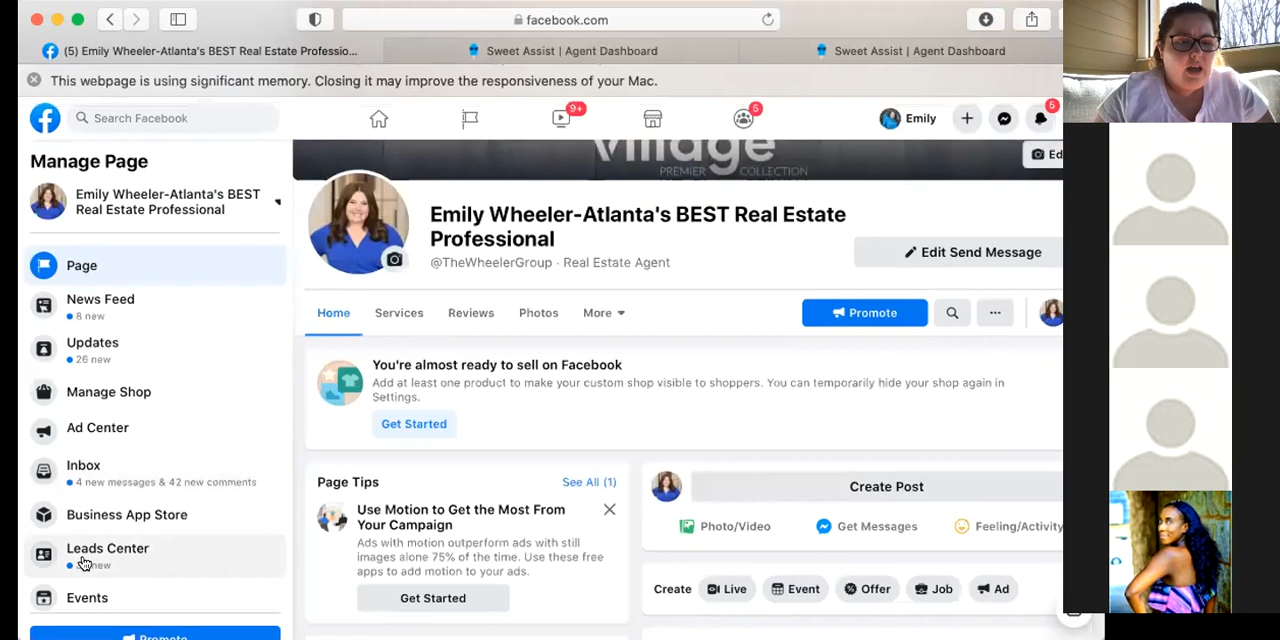 facebook.com
(5) Emily Wheeler-Atlanta's BEST Real Estate Professio...
Sweet Assist | Agent Dashboard
Sweet Assist | Agent Dashboard
This webpage is using significant memory. Closing it may improve the responsiveness of your Mac.
Search Facebook
9+
5
Emily
5
Manage Page
Emily Wheeler-Atlanta's BEST
Real Estate Professional
Page
News Feed
8 new
Updates
26 new
Manage Shop
Ad Center
Inbox
4 new messages & 42 new comments
Business App Store
Leads Center
new
Events
Promote
Village
PREMIER COLLECTION
Ed
Emily Wheeler-Atlanta's BEST Real Estate
Professional
@TheWheelerGroup · Real Estate Agent
Edit Send Message
Home
Services
Reviews
Photos
More
Promote
You're almost ready to sell on Facebook
Add at least one product to make your custom shop visible to shoppers. You can temporarily hide your shop again in
Settings.
Get Started
Page Tips
See All (1)
Use Motion to Get the Most From
Your Campaign
Ads with motion outperform ads with still
images alone 75% of the time. Use these free
apps to add motion to your ads.
Get Started
Create Post
Photo/Video
Get Messages
Feeling/Activity
Create
Live
Event
Offer
Job
Ad